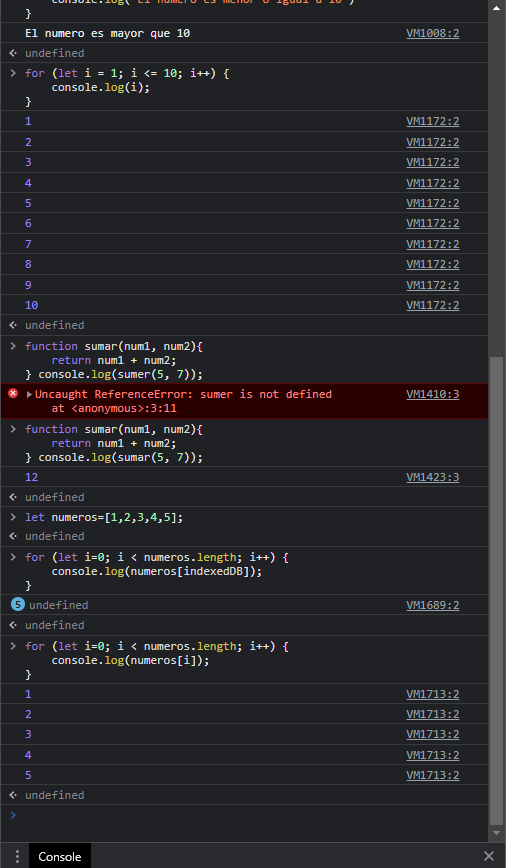 console.log("El numero es menor o igual a 10")
}
El numero es mayor que 10 VM1008:2
undefined
for (let i = 1; i <= 10; i++) {
console.log(i);
}
1 VM1172:2
2 VM1172:2
3 VM1172:2
4 VM1172:2
5 VM1172:2
6 VM1172:2
7 VM1172:2
8 VM1172:2
9 VM1172:2
10 VM1172:2
undefined
function sumar(num1, num2){
return num1 + num2;
} console.log(sumer(5, 7));
Uncaught ReferenceError: sumer is not defined VM1410:3
at <anonymous>:3:11
function sumar(num1, num2){
return num1 + num2;
} console.log(sumar(5, 7));
12 VM1423:3
undefined
let numeros=[1,2,3,4,5];
undefined
for (let i=0; i < numeros.length; i++) {
console.log(numeros[indexedDB]);
}
5 undefined VM1689:2
undefined
for (let i=0; i < numeros.length; i++) {
console.log(numeros[i]);
}
1 VM1713:2
2 VM1713:2
3 VM1713:2
4 VM1713:2
5 VM1713:2
undefined
Console